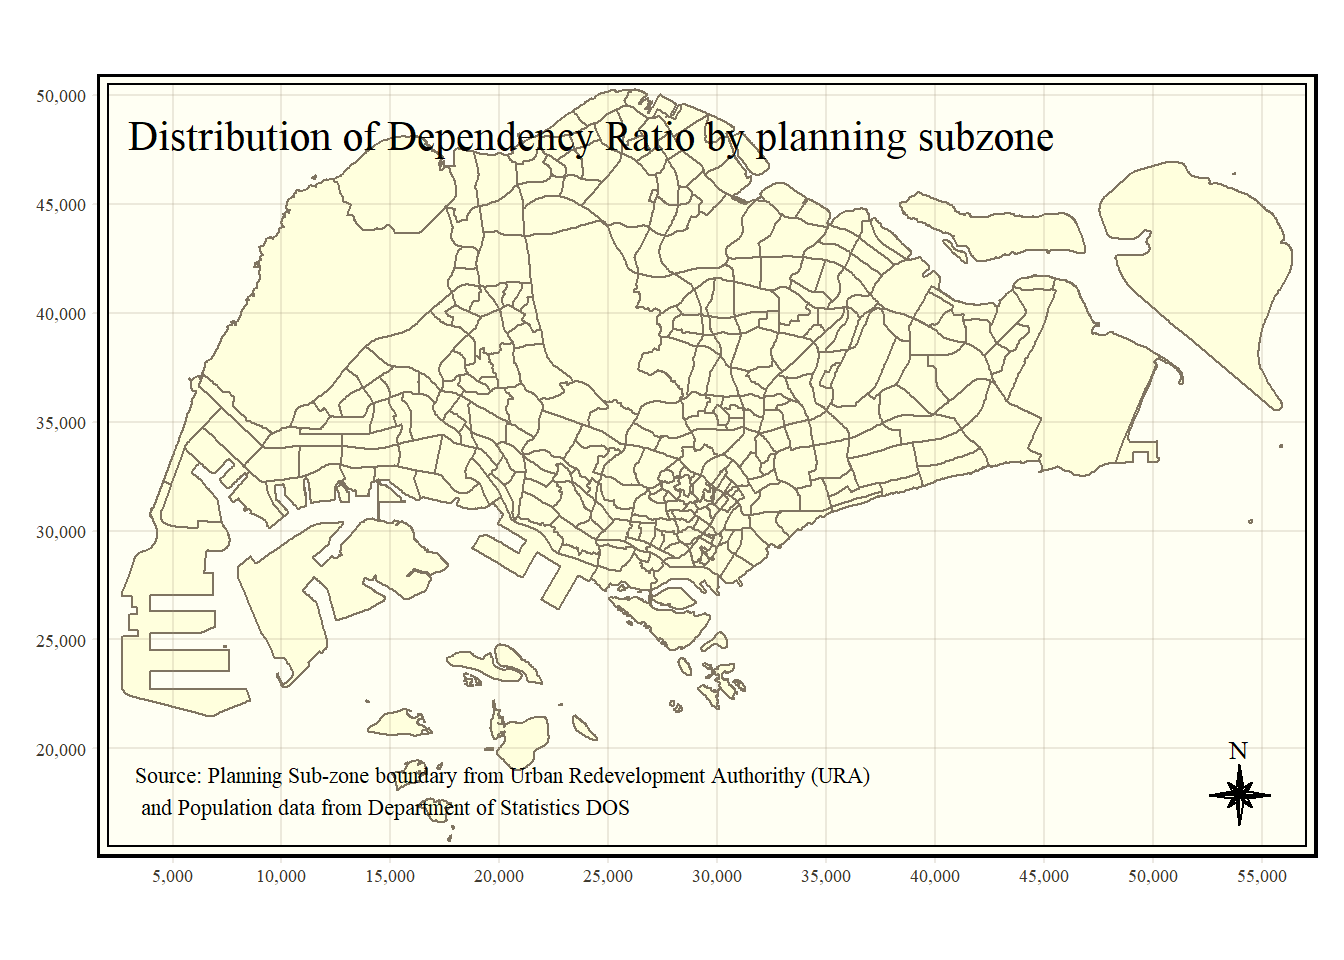 Distribution of Dependency Ratio by planning subzone
50,000
45,000
40,000
35,000
30,000
25,000
20,000
N
Source: Planning Sub-zone boundary from Urban Redevelopment Authorithy (URA)
and Population data from Department of Statistics DOS
5,000 10,000 15,000 20,000 25,000 30,000 35,000 40,000 45,000 50,000 55,000